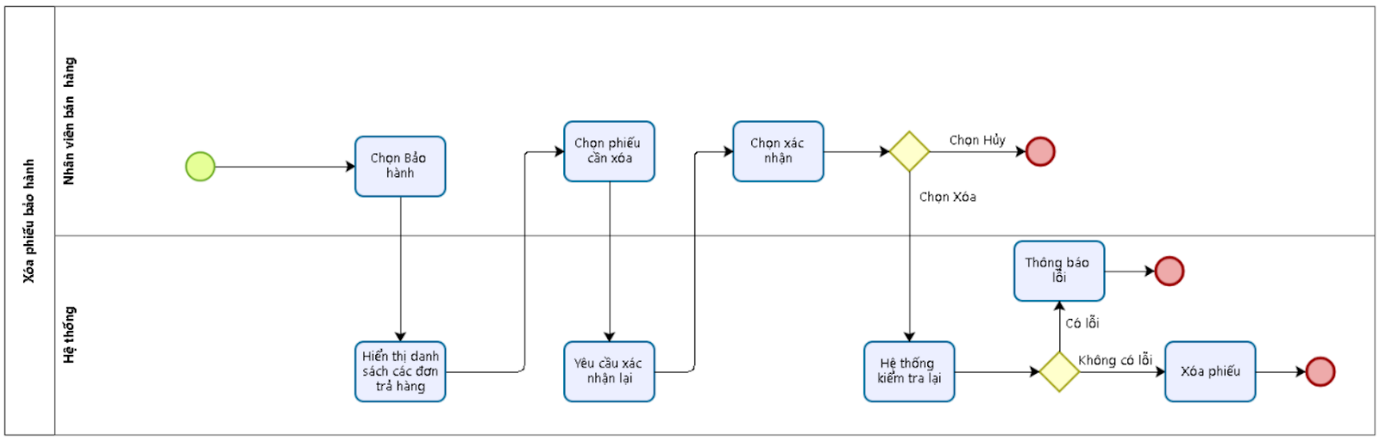 Xóa phiếu bảo hành
Nhân viên bán hàng
Chọn Bảo
hành
Chọn phiếu
cần xóa
Chọn xác
nhận
Chọn Hủy
Chọn Xóa
Hệ thống
Hiển thị danh
sách các đơn
trả hàng
Yêu cầu xác
nhận lại
Hệ thống
kiểm tra lại
Thông báo
lỗi
Có lỗi
Không có lỗi
Xóa phiếu